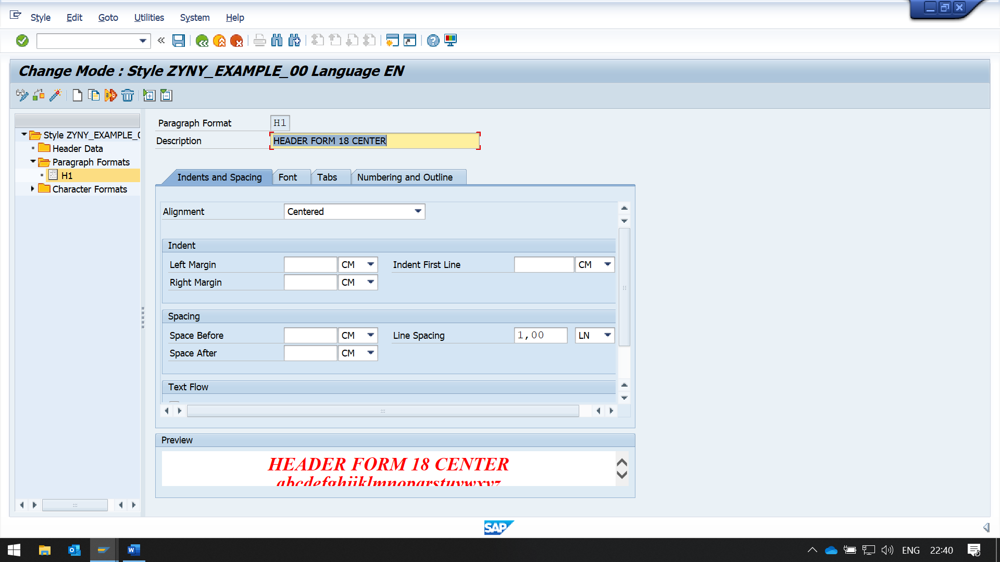 Style Edit Goto Utilities System Help
Change Mode : Style ZYNY_EXAMPLE_00 Language EN
Style ZYNY_EXAMPLE_0
Header Data
Paragraph Formats
H1
Character Formats
Paragraph Format H1
Description HEADER FORM 18 CENTER
Indents and Spacing Font Tabs Numbering and Outline
Alignment Centered
Indent
Left Margin CM Indent First Line CM
Right Margin CM
Spacing
Space Before CM Line Spacing 1,00 LN
Space After CM
Text Flow
Preview
HEADER FORM 18 CENTER
abcdefghijklmnopqrstuvwxyz
SAP
ENG 22:40